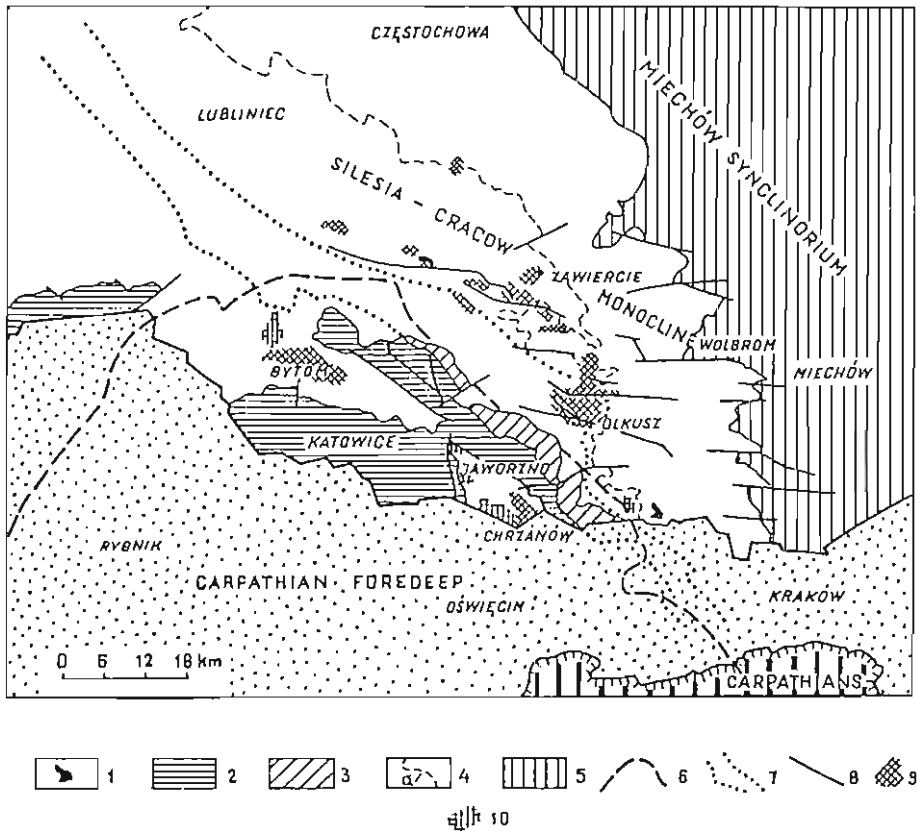 CZĘSTOCHOWA
MIECHÓW SYNCLINORIUM
LUBLINIEC
SILESIA - CRACOW
ZAWIERCIE
MONOCLINE
WOLBROM
MIECHÓW
BYTOM
OLKUSZ
KATOWICE
JAWORZNO
CHRZANÓW
RYBNIK
CARPATHIAN FOREDEEP
OŚWIĘCIM
KRAKÓW
0 6 12 18 km
CARPATHIANS
1 2 3 a 4 5 6 7 8 9
10